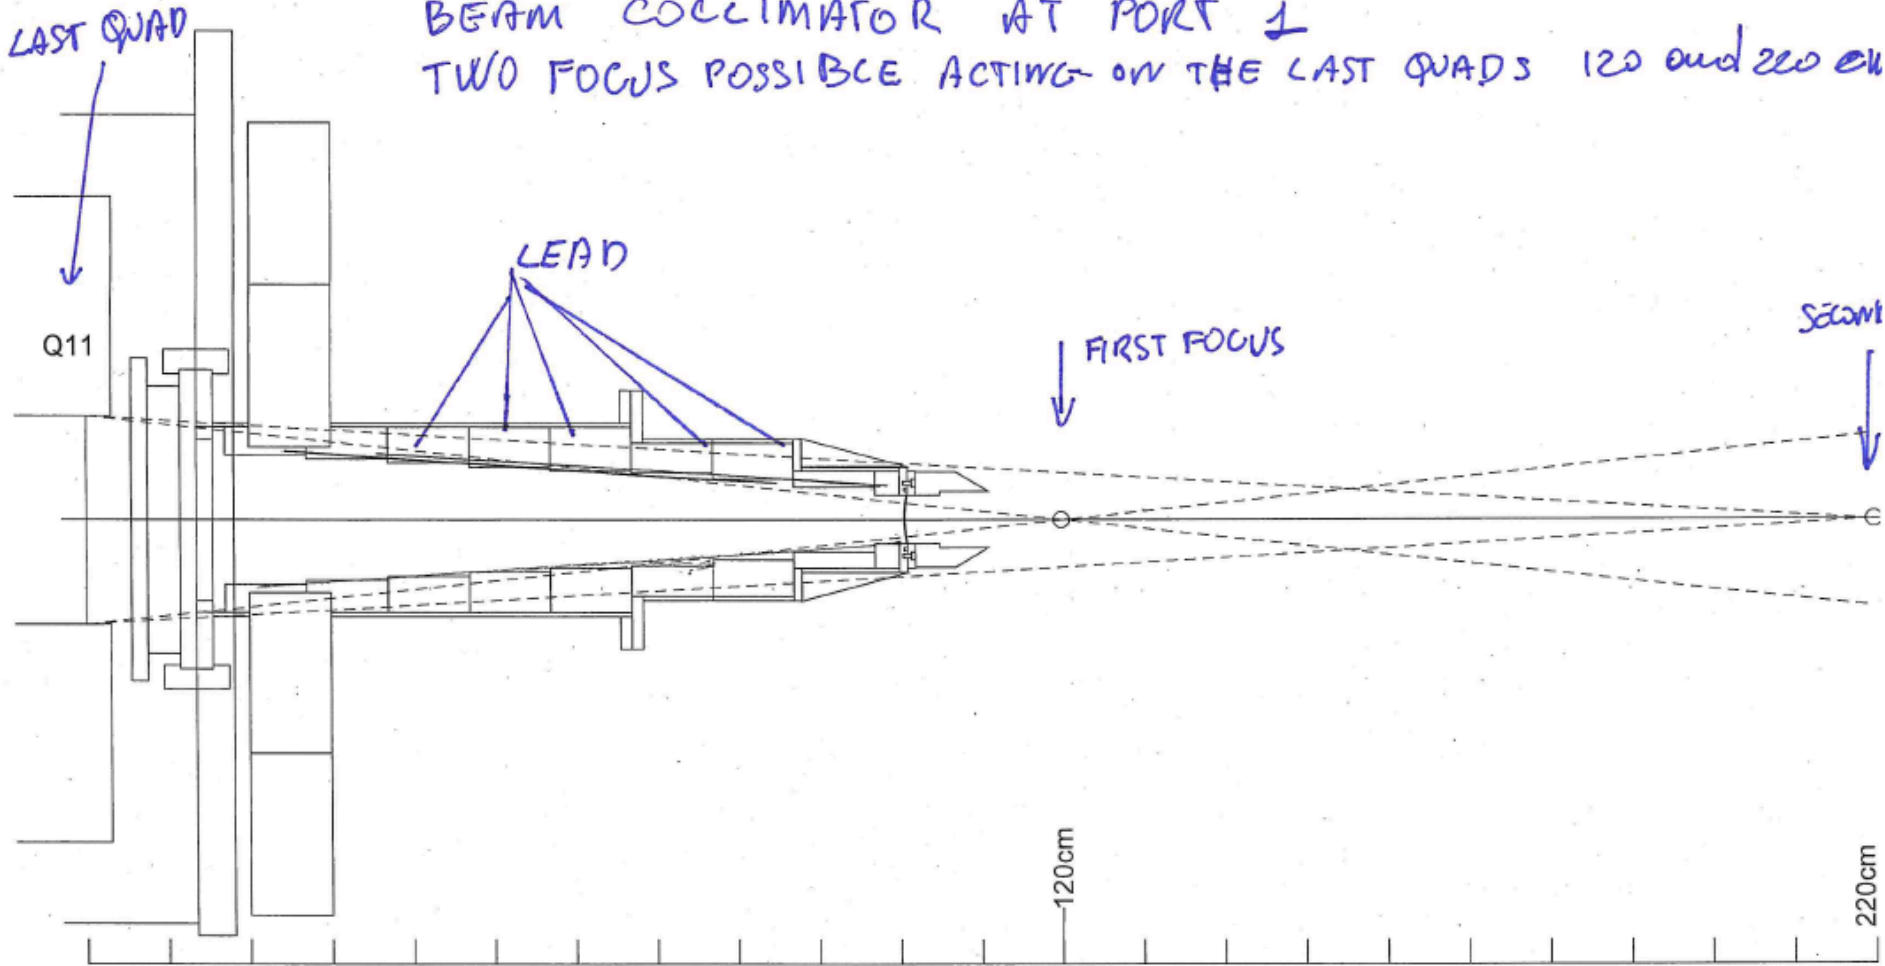 BEAM COLLIMATOR AT PORT 1
TWO FOCUS POSSIBLE ACTING ON THE LAST QUADS 120 and 220
LAST QUAD
LEAD
Q11
FIRST FOCUS
120cm
220cm